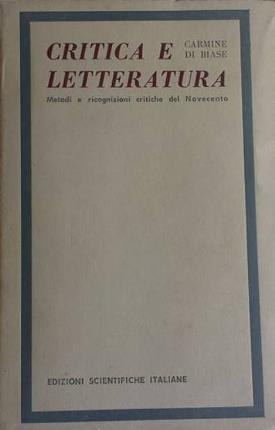 CRITICA E CARMINE
LETTERATURA DI BIASE
Metodi e ricognizioni critiche del Novecento
EDIZIONI SCIENTIFICHE ITALIANE